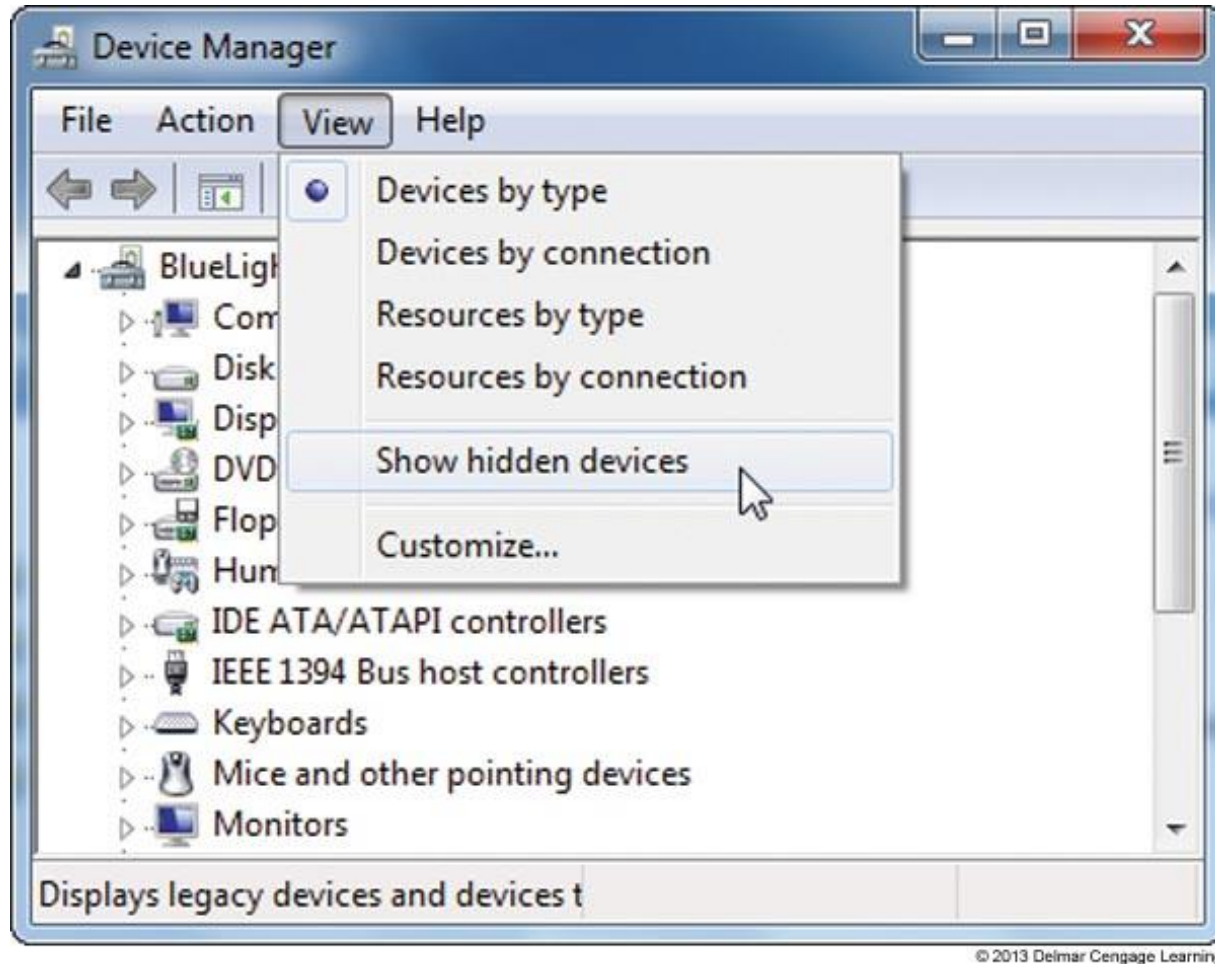 Device Manager
File Action View Help
Devices by type
Devices by connection
Resources by type
Resources by connection
Show hidden devices
Customize...
BlueLigh
Com
Disk
Disp
DVD
Flop
Hum
IDE ATA/ATAPI controllers
IEEE 1394 Bus host controllers
Keyboards
Mice and other pointing devices
Monitors
Displays legacy devices and devices t
© 2013 Delmar Cengage Learnin